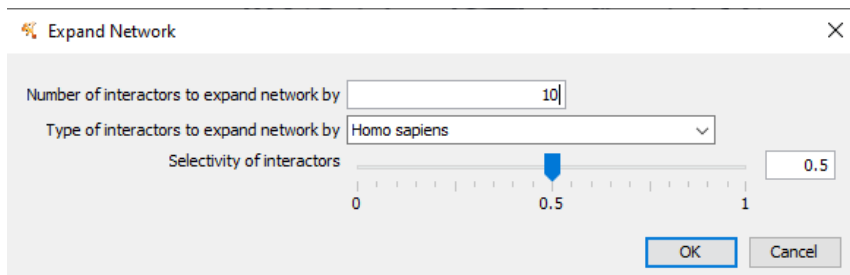 Expand Network
Number of interactors to expand network by 10
Type of interactors to expand network by Homo sapiens
Selectivity of interactors 0.5
0 0.5 1
OK Cancel